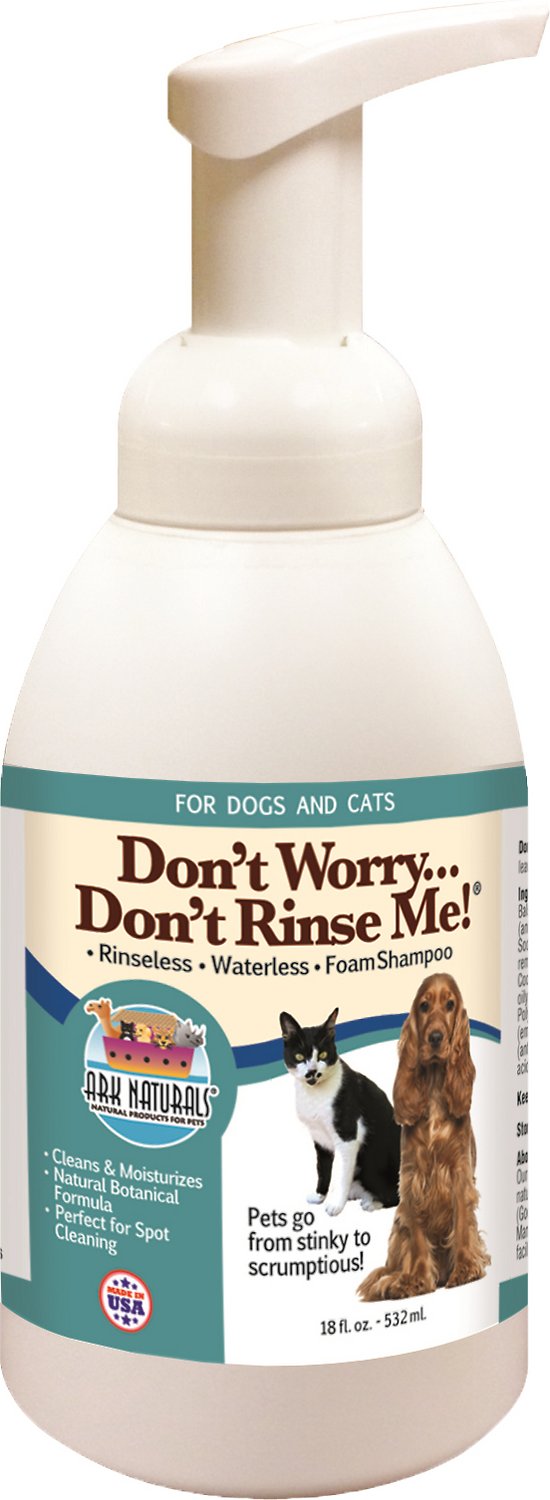 FOR DOGS AND CATS
Don't Worry...
Don't Rinse Me!®
• Rinseless • Waterless • Foam Shampoo
ARK NATURALS®
NATURAL PRODUCTS FOR PETS
• Cleans & Moisturizes
• Natural Botanical
Formula
• Perfect for Spot
Cleaning
MADE IN
USA
Pets go
from stinky to
scrumptious!
18 fl. oz. - 532 ml.